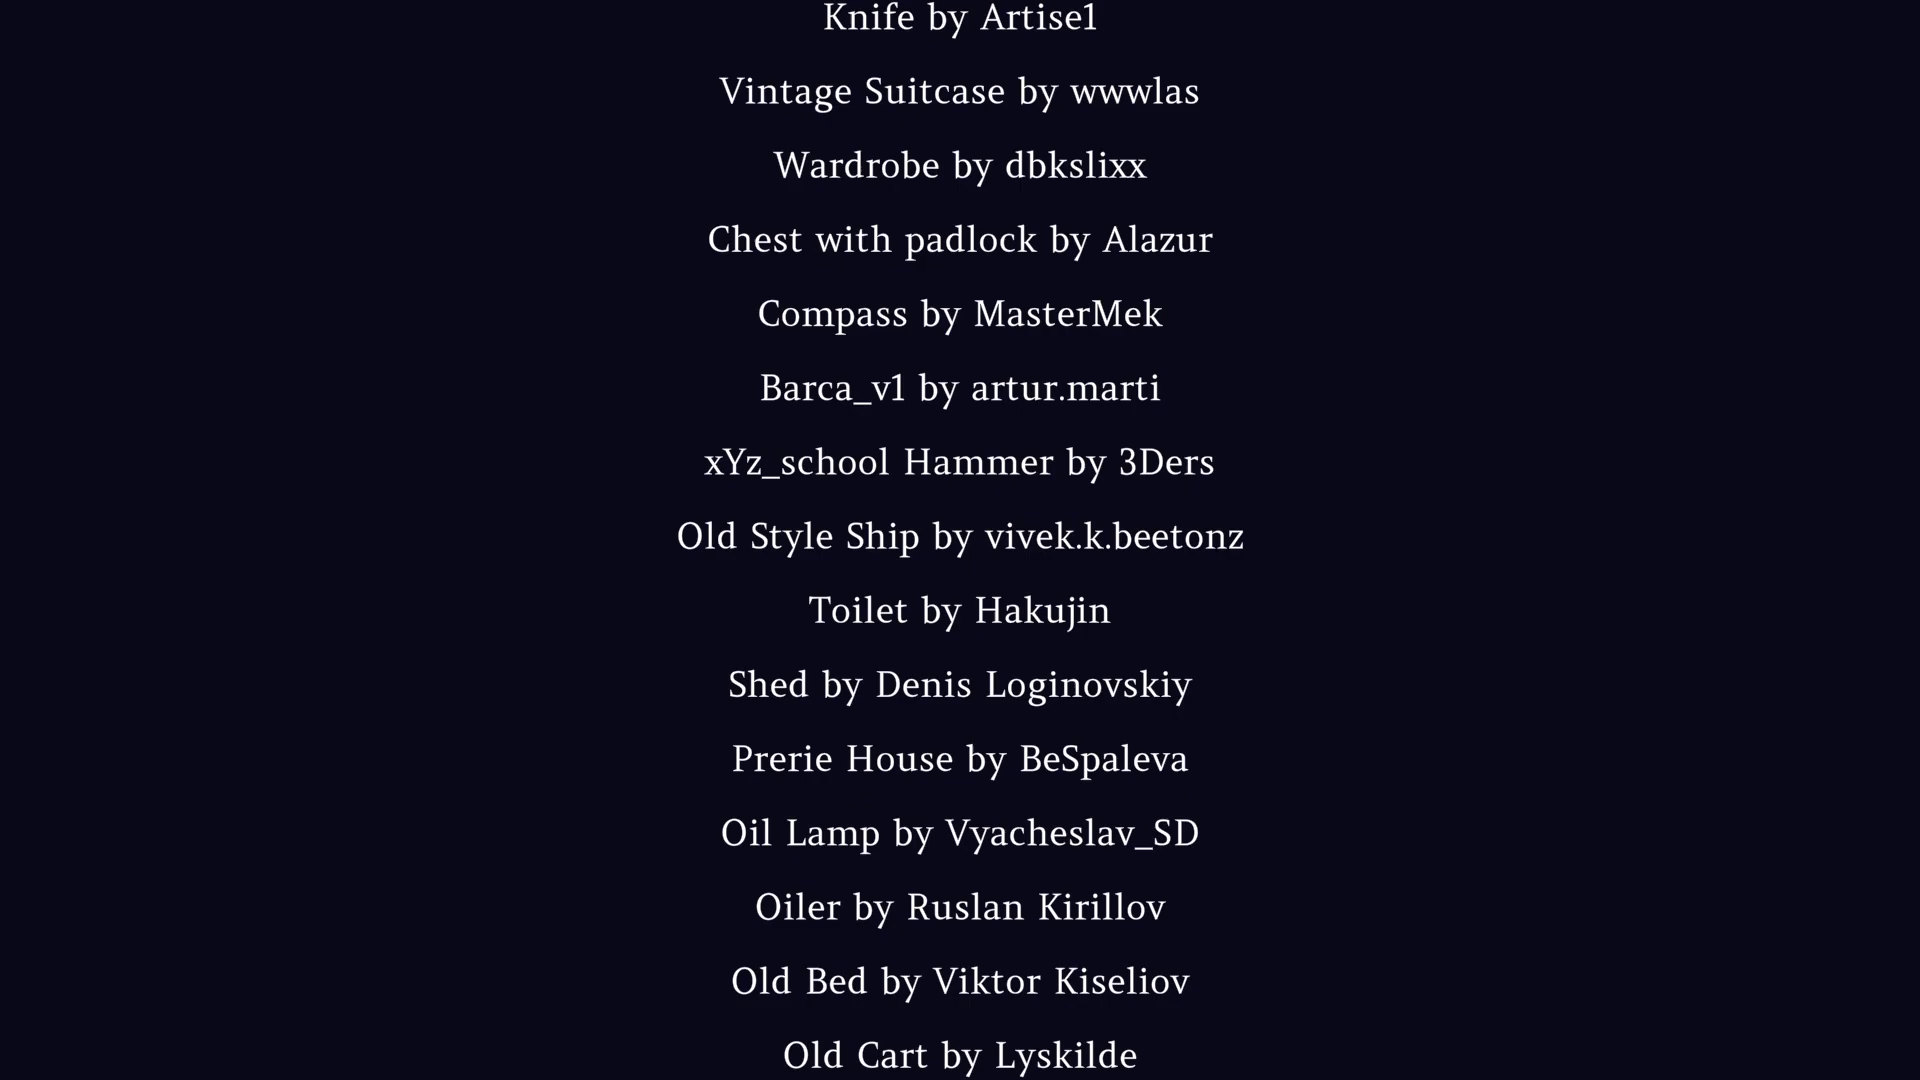 Knife by Artise1
Vintage Suitcase by wwwlas
Wardrobe by dbkslixx
Chest with padlock by Alazur
Compass by MasterMek
Barca_v1 by artur.marti
xYz_school Hammer by 3Ders
Old Style Ship by vivek.k.beetonz
Toilet by Hakujin
Shed by Denis Loginovskiy
Prerie House by BeSpaleva
Oil Lamp by Vyacheslav_SD
Oiler by Ruslan Kirillov
Old Bed by Viktor Kiseliov
Old Cart by Lyskilde